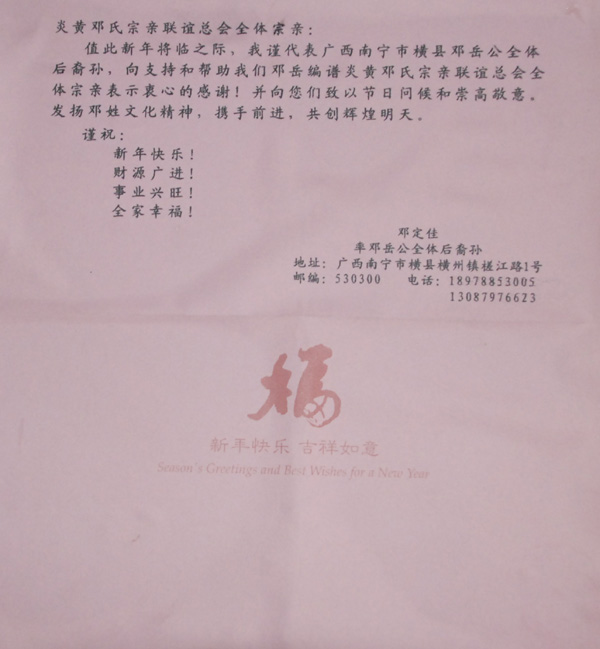 炎黄邓氏宗亲联谊总会全体宗亲：
值此新年将临之际，我谨代表广西南宁市横县邓岳公全体
后裔孙，向支持和帮助我们邓岳编谱炎黄邓氏宗亲联谊总会全
体宗亲表示衷心的感谢！并向您们致以节日问候和崇高敬意。
发扬邓姓文化精神，携手前进，共创辉煌明天。
谨祝：
新年快乐！
财源广进！
事业兴旺！
全家幸福！
邓定佳
率邓岳公全体后裔孙
地址：广西南宁市横县横州镇槎江路1号
邮编：530300 电话：18978853005
13087976623
福
新年快乐 吉祥如意
Season's Greetings and Best Wishes for a New Year